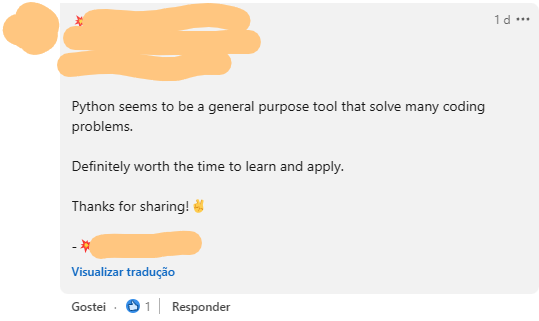 1 d •••
Python seems to be a general purpose tool that solve many coding
problems.
Definitely worth the time to learn and apply.
Thanks for sharing!✌️
- 💥
Visualizar tradução
Gostei · 1 | Responder